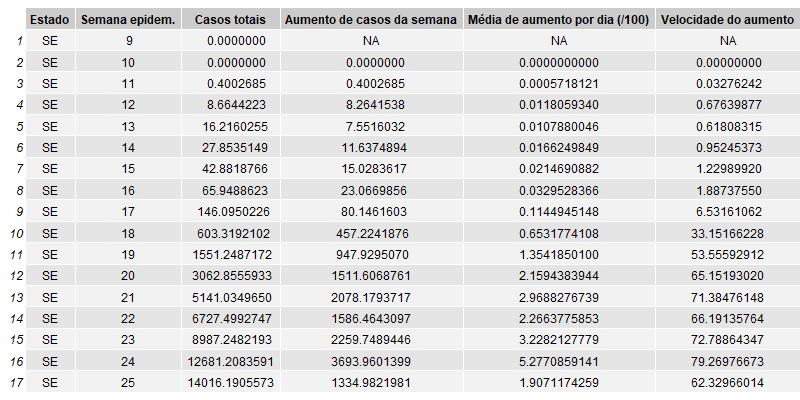 Estado Semana epidem. Casos totais Aumento de casos da semana Média de aumento por dia (/100) Velocidade do aumento
1 SE 9 0.0000000 NA NA NA
2 SE 10 0.0000000 0.0000000 0.0000000000 0.00000000
3 SE 11 0.4002685 0.4002685 0.0005718121 0.03276242
4 SE 12 8.6644223 8.2641538 0.0118059340 0.67639877
5 SE 13 16.2160255 7.5516032 0.0107880046 0.61808315
6 SE 14 27.8535149 11.6374894 0.0166249849 0.95245373
7 SE 15 42.8818766 15.0283617 0.0214690882 1.22989920
8 SE 16 65.9488623 23.0669856 0.0329528366 1.88737550
9 SE 17 146.0950226 80.1461603 0.1144945148 6.53161062
10 SE 18 603.3192102 457.2241876 0.6531774108 33.15166228
11 SE 19 1551.2487172 947.9295070 1.3541850100 53.55592912
12 SE 20 3062.8555933 1511.6068761 2.1594383944 65.15193020
13 SE 21 5141.0349650 2078.1793717 2.9688276739 71.38476148
14 SE 22 6727.4992747 1586.4643097 2.2663775853 66.19135764
15 SE 23 8987.2482193 2259.7489446 3.2282127779 72.78864347
16 SE 24 12681.2083591 3693.9601399 5.2770859141 79.26976673
17 SE 25 14016.1905573 1334.9821981 1.9071174259 62.32966014